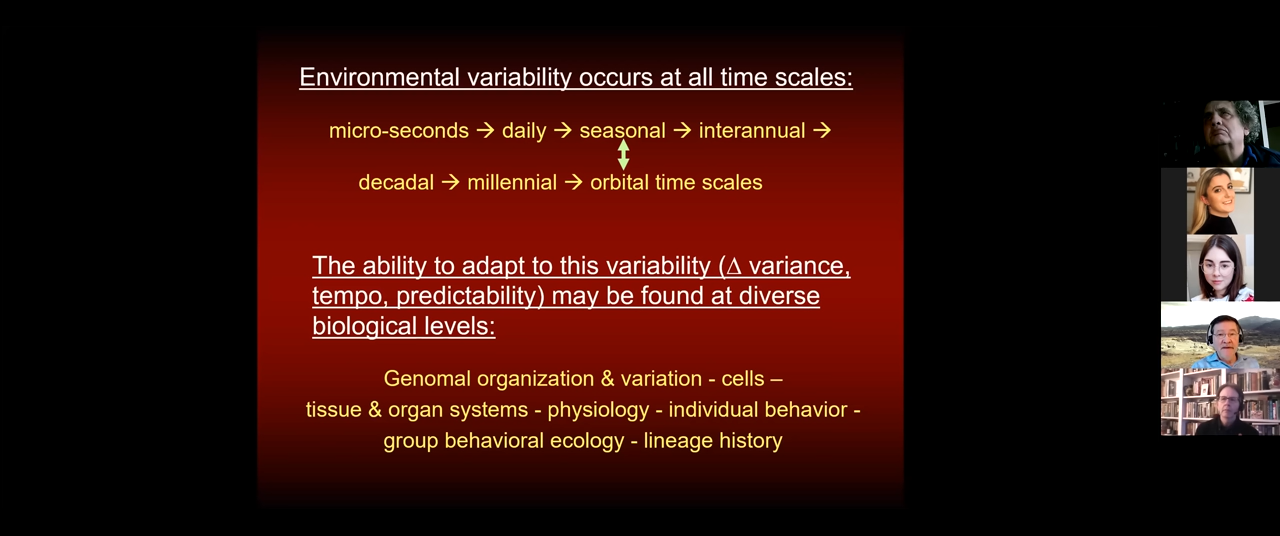 Environmental variability occurs at all time scales:
micro-seconds → daily → seasonal → interannual →
decadal → millennial → orbital time scales
The ability to adapt to this variability (Δ variance,
tempo, predictability) may be found at diverse
biological levels:
Genomal organization & variation - cells –
tissue & organ systems - physiology - individual behavior -
group behavioral ecology - lineage history